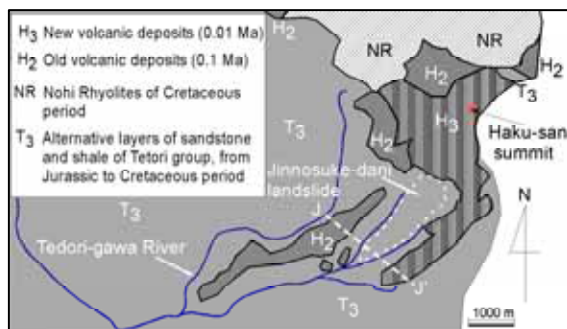 H3 New volcanic deposits (0.01 Ma)
H2 Old volcanic deposits (0.1 Ma)
NR Nohi Rhyolites of Cretaceous
period
T3 Alternative layers of sandstone
and shale of Tetori group, from
Jurassic to Cretaceous period
H2
NR
NR
H2
H2
T3
T3
H3
Haku-san
summit
H2
Jinnosuke-dani
landslide
N
T3
J
H2
Tedori-gawa River
J'
T3
1000 m